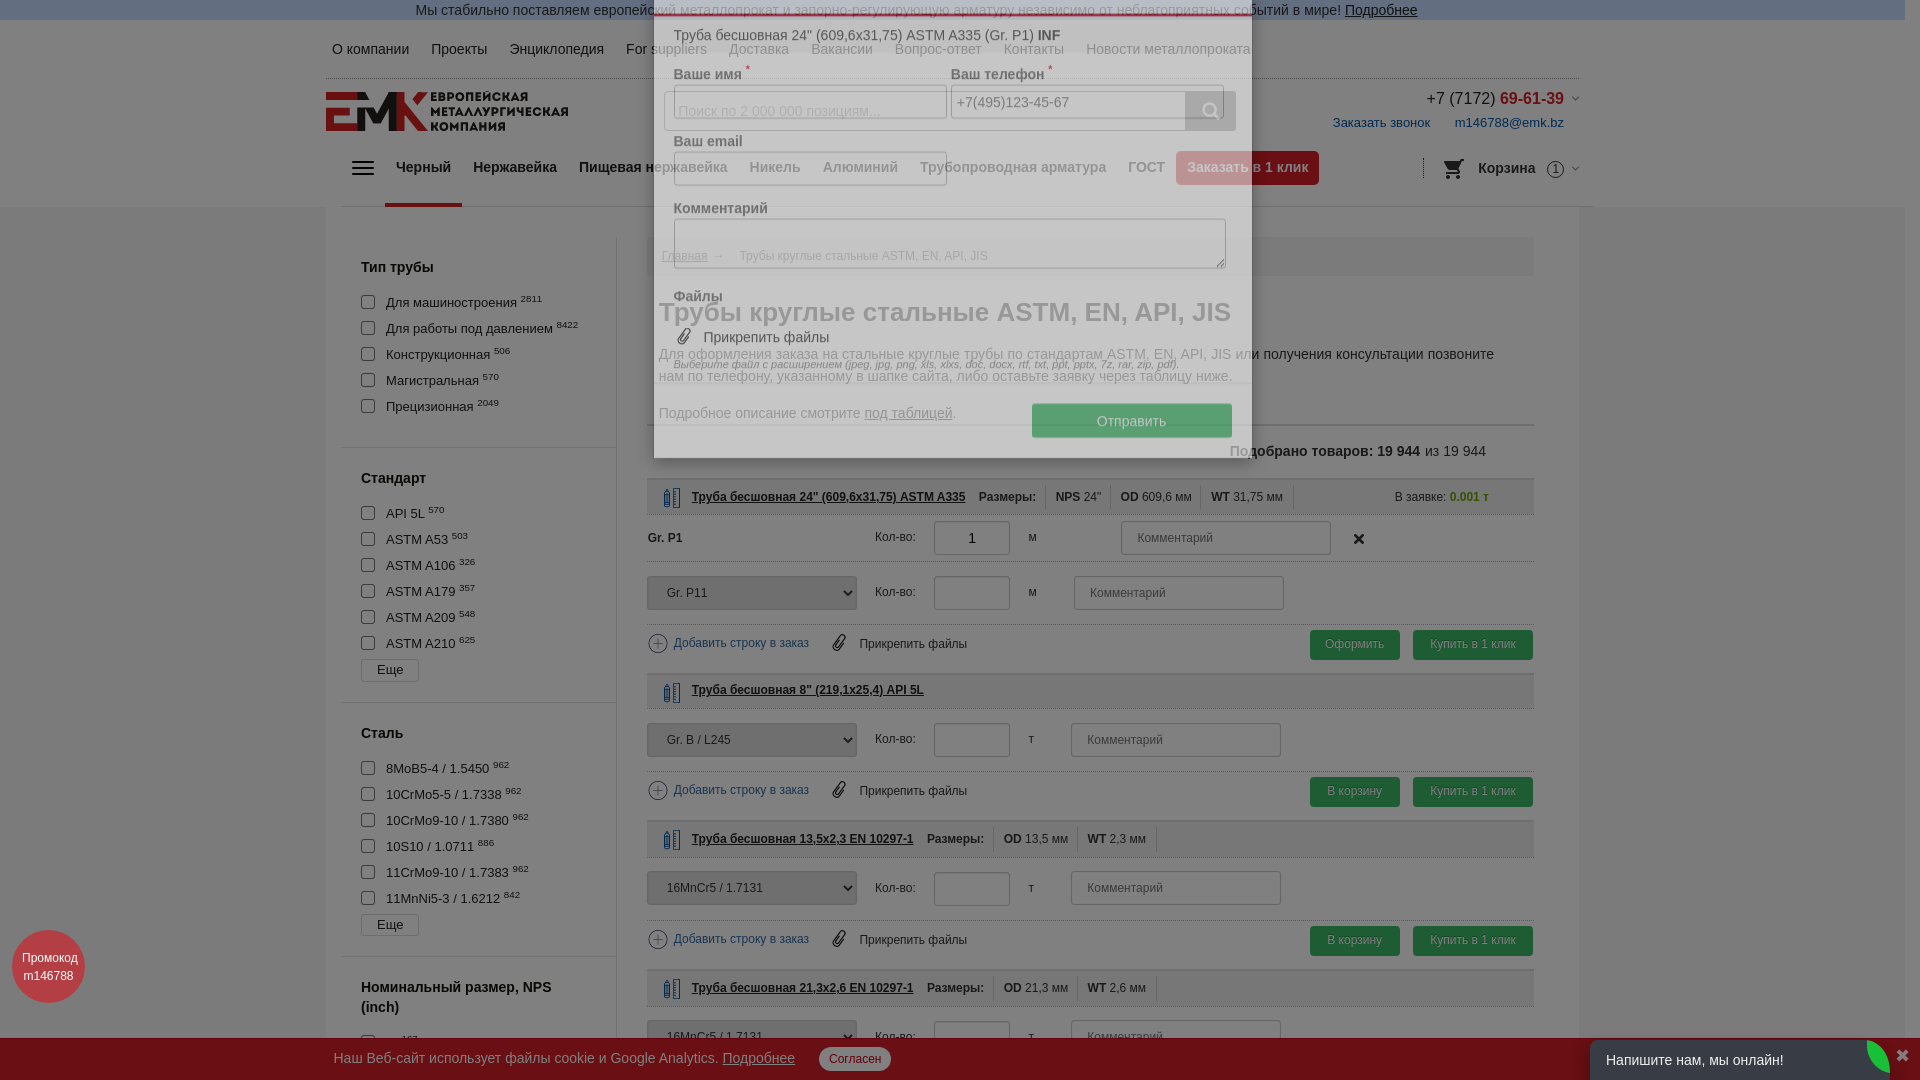 Мы стабильно поставляем европейский металлопрокат и запорно-регулирующую арматуру независимо от неблагоприятных событий в мире! Подробнее
О компании Проекты Энциклопедия For suppliers Доставка Вакансии Вопрос-ответ Контакты Новости металлопроката
Труба бесшовная 24" (609,6x31,75) ASTM A335 (Gr. P1) INF
Ваше имя * Ваш телефон *
+7(495)123-45-67
Ваш email
Комментарий
Файлы
Прикрепить файлы
Выберите файл с расширением (jpeg, jpg, png, xls, xlxs, doc, docx, rtf, txt, ppt, pptx, 7z, rar, zip, pdf).
Отправить
ЕВРОПЕЙСКАЯ
ЕМК МЕТАЛЛУРГИЧЕСКАЯ
КОМПАНИЯ
Поиск по 2 000 000 позициям...
+7 (7172) 69-61-39
Заказать звонок m146788@emk.bz
Черный Нержавейка Пищевая нержавейка Никель Алюминий Трубопроводная арматура ГОСТ Заказать в 1 клик
Корзина 1
Тип трубы
Для машиностроения 2811
Для работы под давлением 8422
Конструкционная 506
Магистральная 570
Прецизионная 2049
Стандарт
API 5L 570
ASTM A53 503
ASTM A106 326
ASTM A179 357
ASTM A209 548
ASTM A210 625
Еще
Сталь
8MoB5-4 / 1.5450 962
10CrMo5-5 / 1.7338 962
10CrMo9-10 / 1.7380 962
10S10 / 1.0711 886
11CrMo9-10 / 1.7383 962
11MnNi5-3 / 1.6212 842
Еще
Номинальный размер, NPS
(inch)
Главная → Трубы круглые стальные ASTM, EN, API, JIS
Трубы круглые стальные ASTM, EN, API, JIS
Для оформления заказа на стальные круглые трубы по стандартам ASTM, EN, API, JIS или получения консультации позвоните
нам по телефону, указанному в шапке сайта, либо оставьте заявку через таблицу ниже.
Подробное описание смотрите под таблицей.
Подобрано товаров: 19 944 из 19 944
Труба бесшовная 24" (609,6x31,75) ASTM A335 Размеры: NPS 24" OD 609,6 мм WT 31,75 мм В заявке: 0.001 т
Gr. P1 Кол-во: 1 м Комментарий
Gr. P11 Кол-во: м Комментарий
Добавить строку в заказ Прикрепить файлы Оформить Купить в 1 клик
Труба бесшовная 8" (219,1x25,4) API 5L
Gr. B / L245 Кол-во: т Комментарий
Добавить строку в заказ Прикрепить файлы В корзину Купить в 1 клик
Труба бесшовная 13,5x2,3 EN 10297-1 Размеры: OD 13,5 мм WT 2,3 мм
16MnCr5 / 1.7131 Кол-во: т Комментарий
Добавить строку в заказ Прикрепить файлы В корзину Купить в 1 клик
Труба бесшовная 21,3x2,6 EN 10297-1 Размеры: OD 21,3 мм WT 2,6 мм
16MnCr5 / 1.7131 Кол-во: т Комментарий
Промокод
m146788
Наш Веб-сайт использует файлы cookie и Google Analytics. Подробнее Согласен
Напишите нам, мы онлайн!